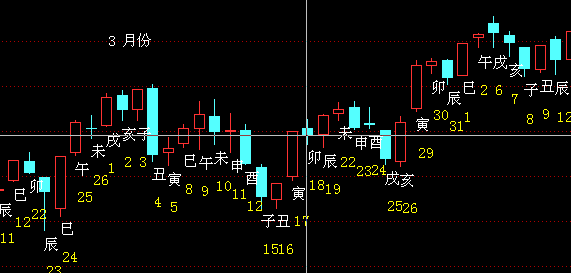 3 月份
辰 11
巳 12
卯 22
辰 23
巳 24
午 25
未 26
戌 1
亥 2
子 3
丑 4
寅 5
巳 8
午 9
未 10
申 11
酉 12
子 15
丑 16
寅 17
卯 18
辰 19
未 22
申 23
酉 24
戌 25
亥 26
寅 29
卯 30
辰 31
巳 1
午 2
戌 6
亥 7
子 8
丑 9
辰 12